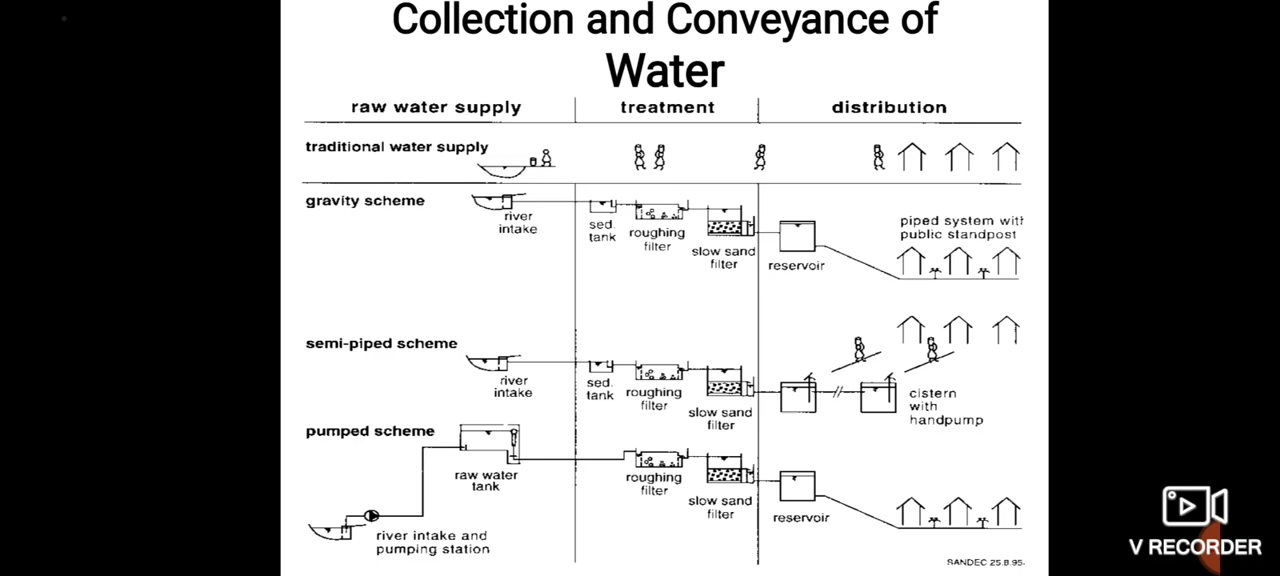 Collection and Conveyance of
Water
raw water supply
treatment
distribution
traditional water supply
gravity scheme
river
intake
sed.
tank
roughing
filter
slow sand
filter
reservoir
piped system with
public standpost
semi-piped scheme
river
intake
sed.
tank
roughing
filter
slow sand
filter
cistern
with
handpump
pumped scheme
raw water
tank
roughing
filter
slow sand
filter
reservoir
river intake and
pumping station
SANDEC 25.8.95
V RECORDER